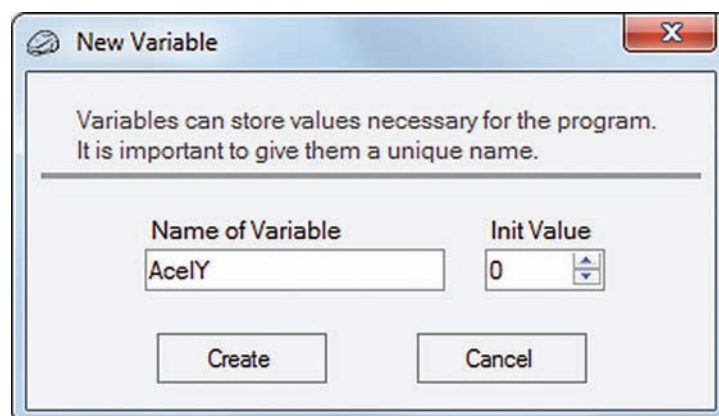 New Variable
Variables can store values necessary for the program.
It is important to give them a unique name.
Name of Variable Init Value
AcelY 0
Create Cancel